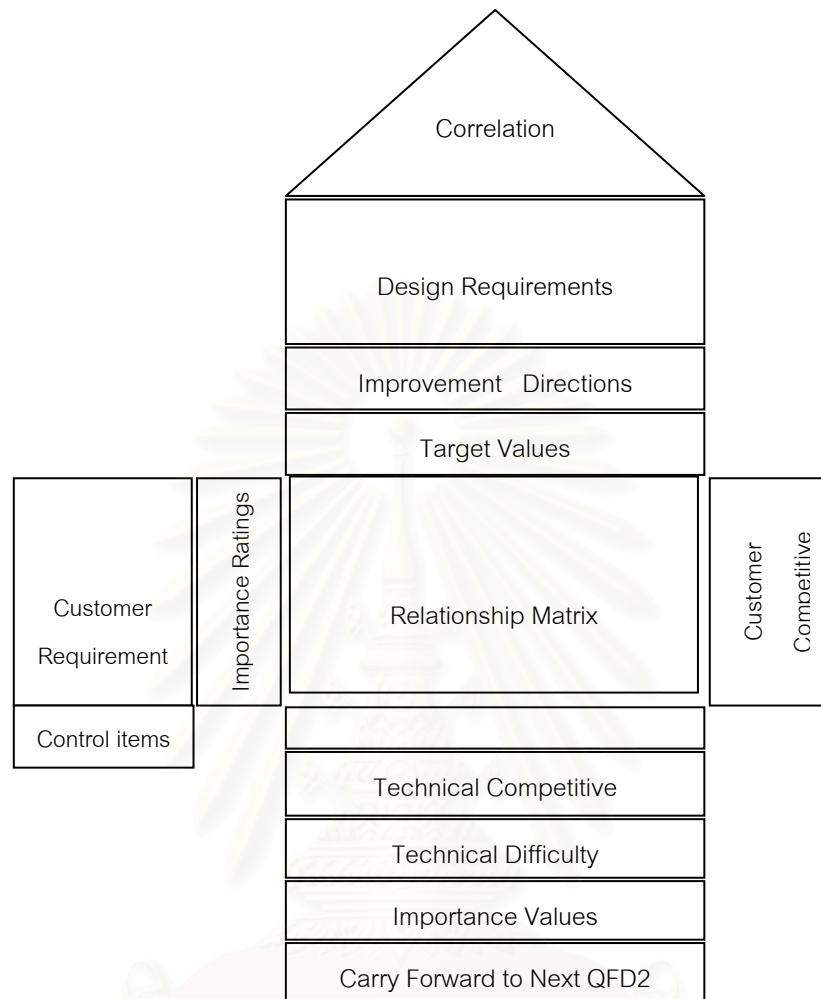 Correlation
Design Requirements
Improvement Directions
Target Values
Customer
Requirement
Importance Ratings
Relationship Matrix
Customer
Competitive
Control items
Technical Competitive
Technical Difficulty
Importance Values
Carry Forward to Next QFD2